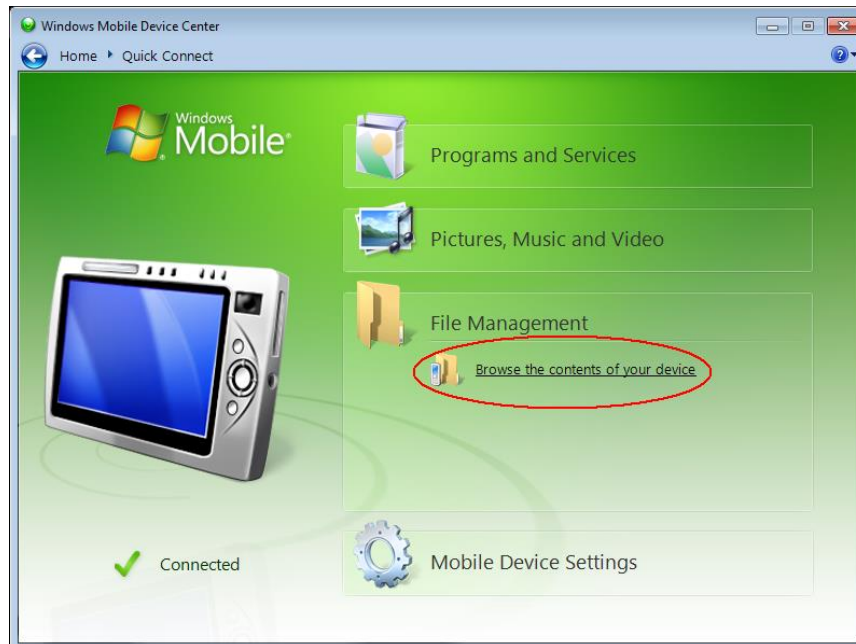 Windows Mobile Device Center
Home Quick Connect
Windows
Mobile
Programs and Services
Pictures, Music and Video
File Management
Browse the contents of your device
Connected
Mobile Device Settings